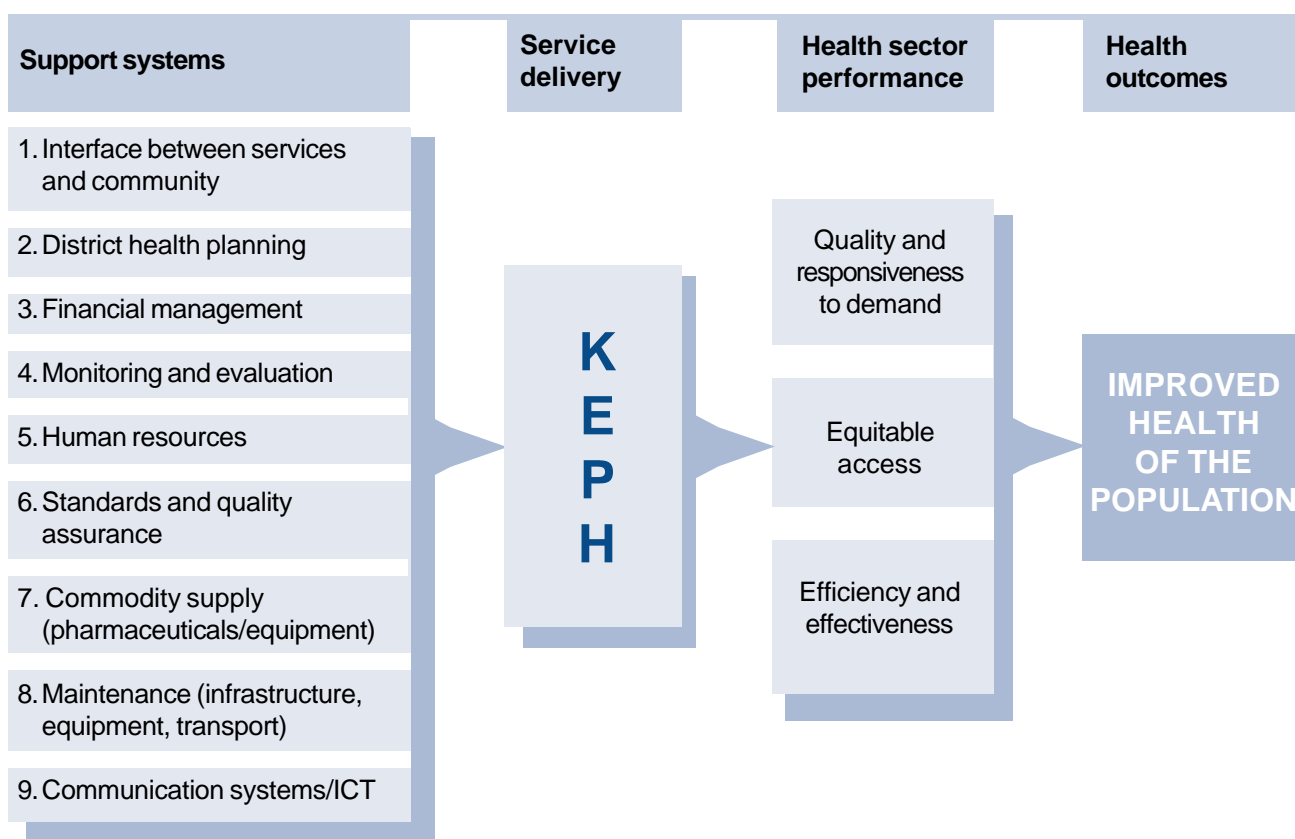 Support systems
Service
delivery
Health sector
performance
Health
outcomes
1. Interface between services
and community
2. District health planning
3. Financial management
4. Monitoring and evaluation
5. Human resources
6. Standards and quality
assurance
7. Commodity supply
(pharmaceuticals/equipment)
8. Maintenance (infrastructure,
equipment, transport)
9. Communication systems/ICT
K
E
P
H
Quality and
responsiveness
to demand
Equitable
access
Efficiency and
effectiveness
IMPROVED
HEALTH
OF THE
POPULATION